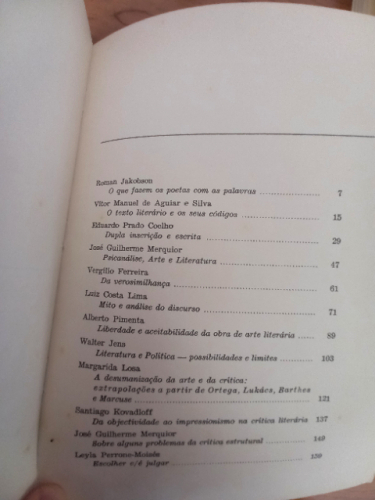 Roman Jakobson
O que fazem os poetas com as palavras 7
Vítor Manuel de Aguiar e Silva
O texto literário e os seus códigos 15
Eduardo Prado Coelho
Dupla inscrição e escrita 29
José Guilherme Merquior
Psicanálise, Arte e Literatura 47
Vergílio Ferreira
Da verosimilhança 61
Luiz Costa Lima
Mito e análise do discurso 71
Alberto Pimenta
Liberdade e aceitabilidade da obra de arte literária 89
Walter Jens
Literatura e Política — possibilidades e limites 103
Margarida Losa
A desumanização da arte e da crítica:
extrapolações a partir de Ortega, Lukács, Barthes
e Marcuse 121
Santiago Kovadloff
Da objectividade ao impressionismo na crítica literária 137
José Guilherme Merquior
Sobre alguns problemas da crítica estrutural
Leyla Perrone-Moisés
Escolher e/d julgar